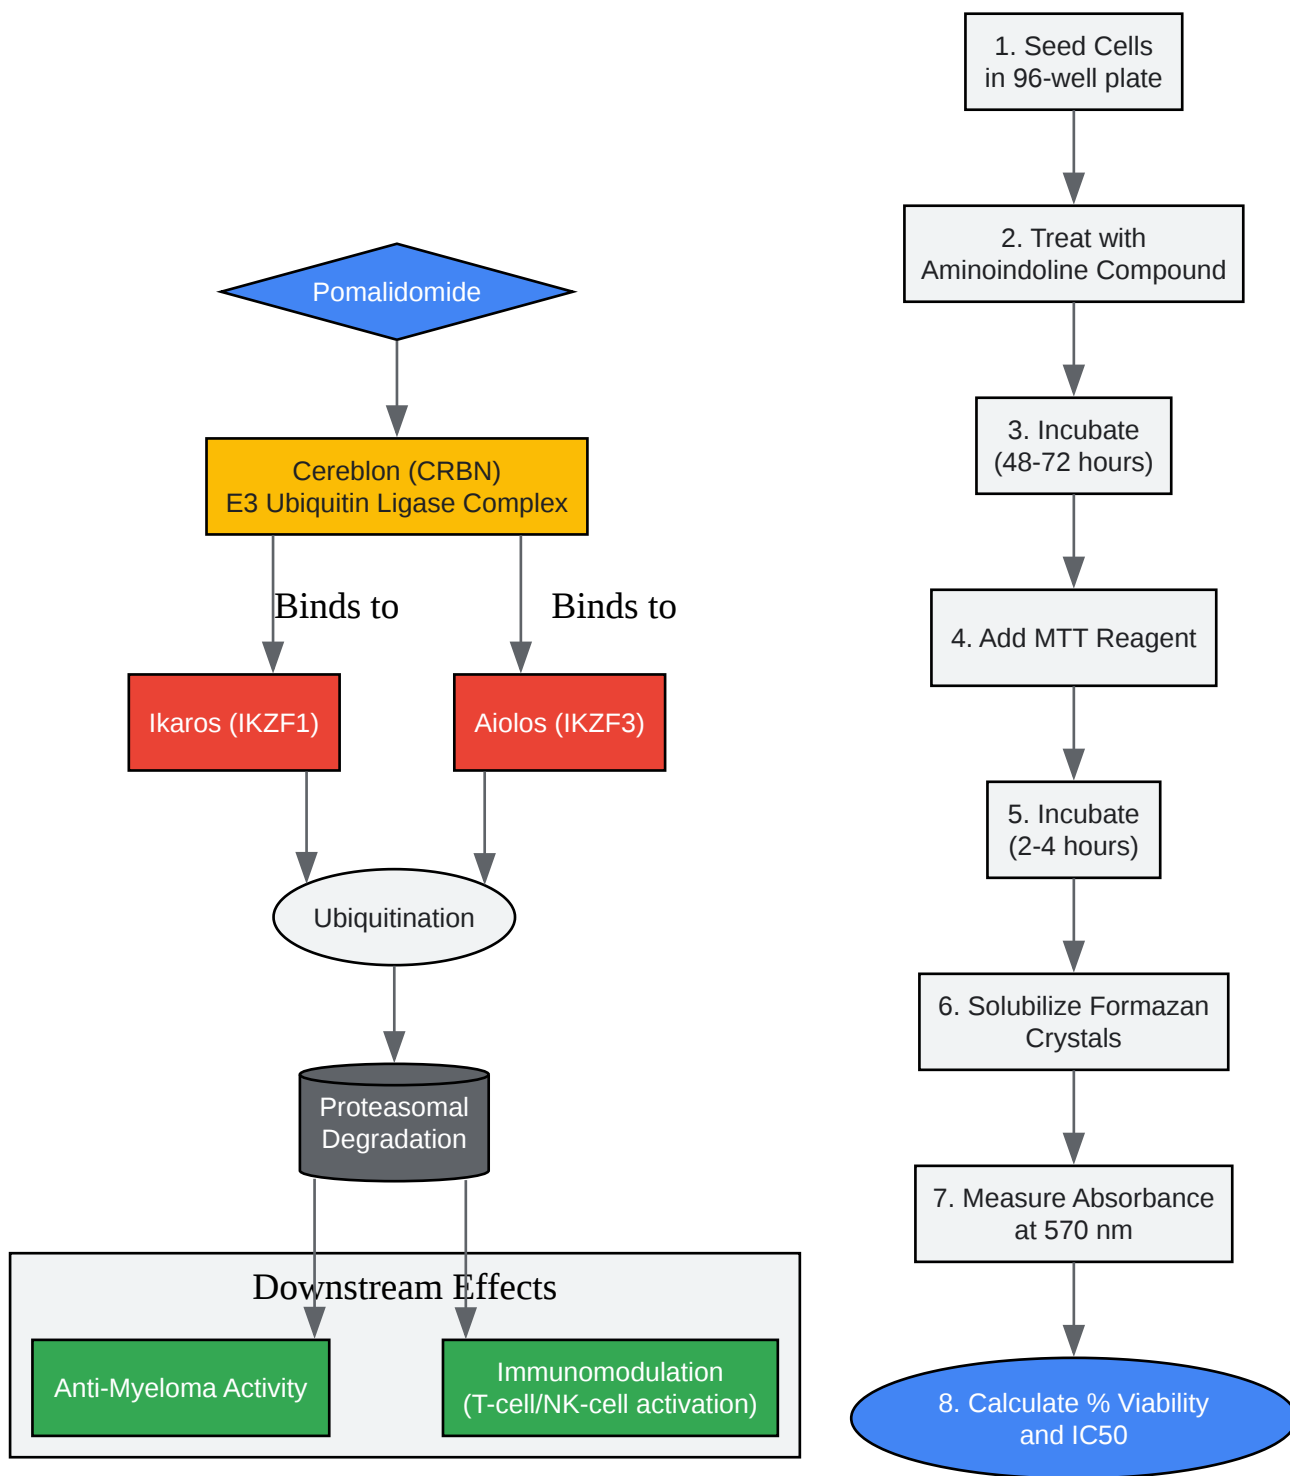 Pomalidomide
Cereblon (CRBN)
E3 Ubiquitin Ligase Complex
Binds to
Binds to
Ikaros (IKZF1)
Aiolos (IKZF3)
Ubiquitination
Proteasomal
Degradation
Downstream Effects
Anti-Myeloma Activity
Immunomodulation
(T-cell/NK-cell activation)
1. Seed Cells
in 96-well plate
2. Treat with
Aminoindoline Compound
3. Incubate
(48-72 hours)
4. Add MTT Reagent
5. Incubate
(2-4 hours)
6. Solubilize Formazan
Crystals
7. Measure Absorbance
at 570 nm
8. Calculate % Viability
and IC50